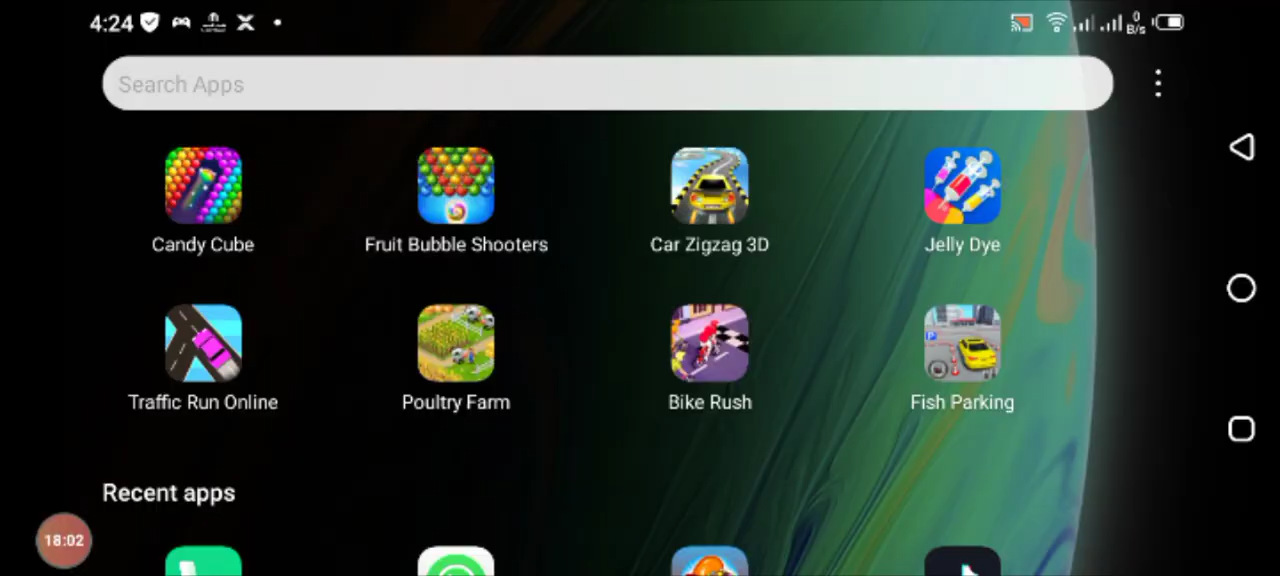 4:24
0
B/s
Search Apps
Candy Cube
Fruit Bubble Shooters
Car Zigzag 3D
Jelly Dye
Traffic Run Online
Poultry Farm
Bike Rush
Fish Parking
Recent apps
18:02